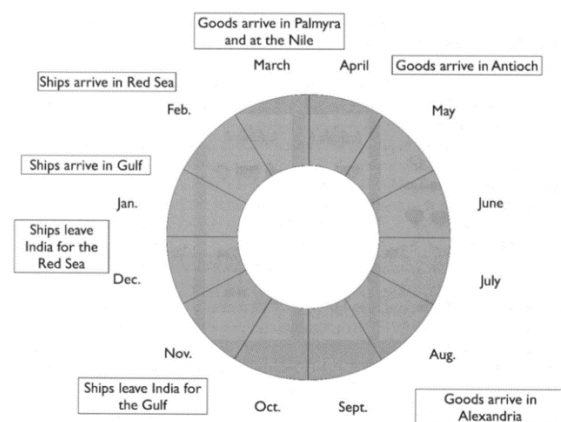 Goods arrive in Palmyra
and at the Nile
March
April
Goods arrive in Antioch
Ships arrive in Red Sea
Feb.
May
Ships arrive in Gulf
Jan.
June
Ships leave
India for the
Red Sea
Dec.
July
Nov.
Aug.
Ships leave India for
the Gulf
Oct.
Sept.
Goods arrive in
Alexandria